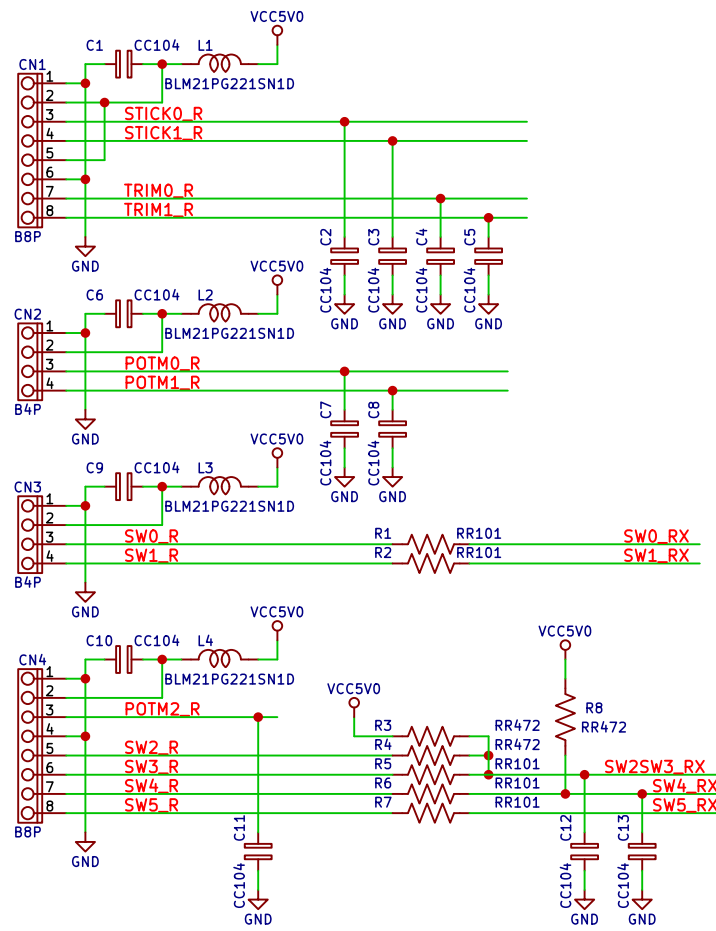 VCC5V0
C1 CC104 L1
BLM21PG221SN1D
CN1
1
2
3 STICK0_R
4 STICK1_R
5
6
7 TRIM0_R
8 TRIM1_R
B8P
GND
C2 CC104 GND
C3 CC104 GND
C4 CC104 GND
C5 CC104 GND
VCC5V0
C6 CC104 L2
BLM21PG221SN1D
CN2
1
2
3 POTM0_R
4 POTM1_R
B4P
GND
C7 CC104 GND
C8 CC104 GND
VCC5V0
C9 CC104 L3
BLM21PG221SN1D
CN3
1
2
3 SW0_R R1 RR101 SW0_RX
4 SW1_R R2 RR101 SW1_RX
B4P
GND
VCC5V0
C10 CC104 L4
BLM21PG221SN1D
CN4
1
2
3 POTM2_R
4
5 SW2_R
6 SW3_R
7 SW4_R
8 SW5_R
B8P
GND
C11 CC104 GND
VCC5V0
R3 RR472
R4 RR472
R5 RR101
R6 RR101
R7
VCC5V0
R8
RR472
SW2SW3_RX
SW4_RX
SW5_RX
C12 CC104 GND
C13 CC104 GND